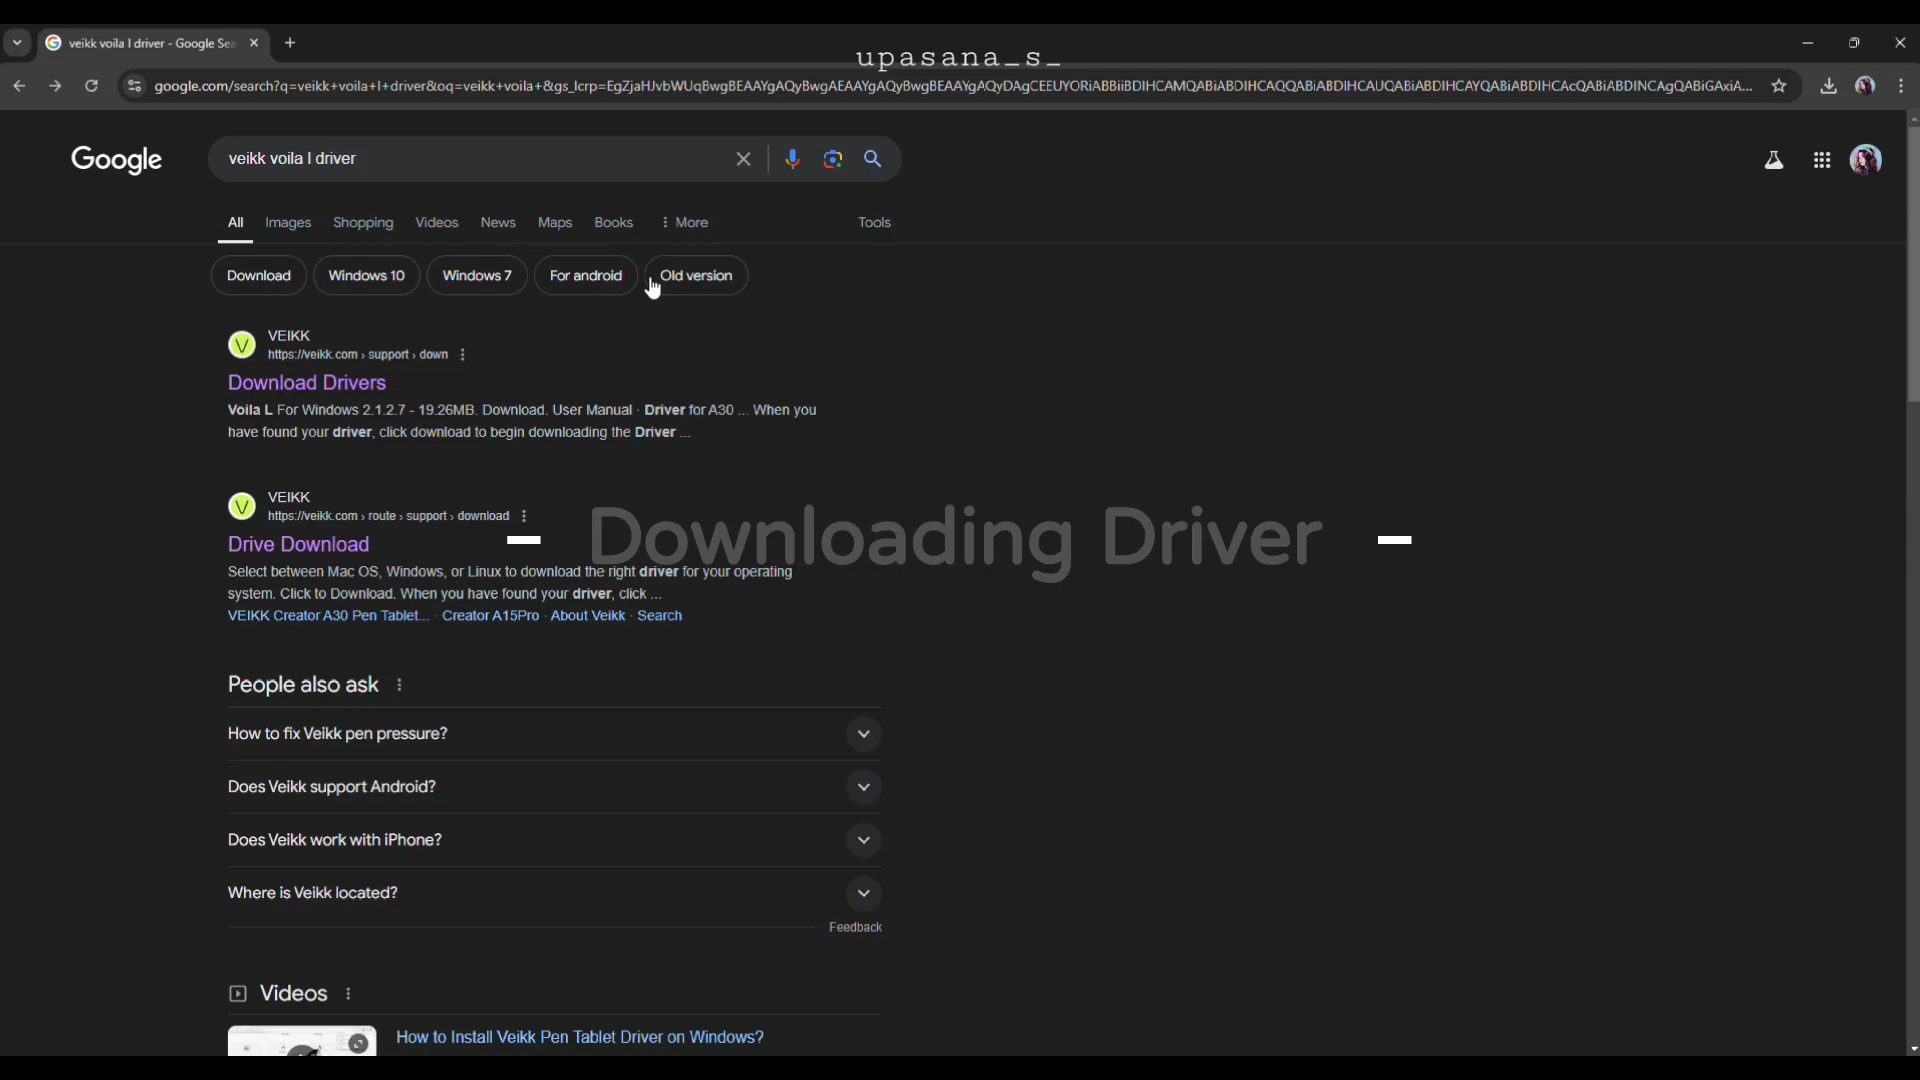 veikk voila l driver - Google Sea
upasana_s_
google.com/search?q=veikk+voila+l+driver&oq=veikk+voila+&gs_lcrp=EgZjaHJvbWUqBwgBEAAYgAQyBwgAEAAYgAQyBwgBEAAYgAQyDAgCEEUYORiABBiiBDIHCAMQABiABDIHCAQQABiABDIHCAUQABiABDIHCAYQABiABDIHCAcQABiABDINCAgQABiGAxiA...
Google
veikk voila l driver
All Images Shopping Videos News Maps Books More Tools
Download Windows 10 Windows 7 For android Old version
VEIKK
https://veikk.com › support › down
Download Drivers
Voila L For Windows 2.1.2.7 - 19.26MB. Download. User Manual · Driver for A30 ... When you
have found your driver, click download to begin downloading the Driver ...
VEIKK
https://veikk.com › route › support › download
Drive Download
- Downloading Driver -
Select between Mac OS, Windows, or Linux to download the right driver for your operating
system. Click to Download. When you have found your driver, click ...
VEIKK Creator A30 Pen Tablet... · Creator A15Pro · About Veikk · Search
People also ask
How to fix Veikk pen pressure?
Does Veikk support Android?
Does Veikk work with iPhone?
Where is Veikk located?
Feedback
Videos
How to Install Veikk Pen Tablet Driver on Windows?